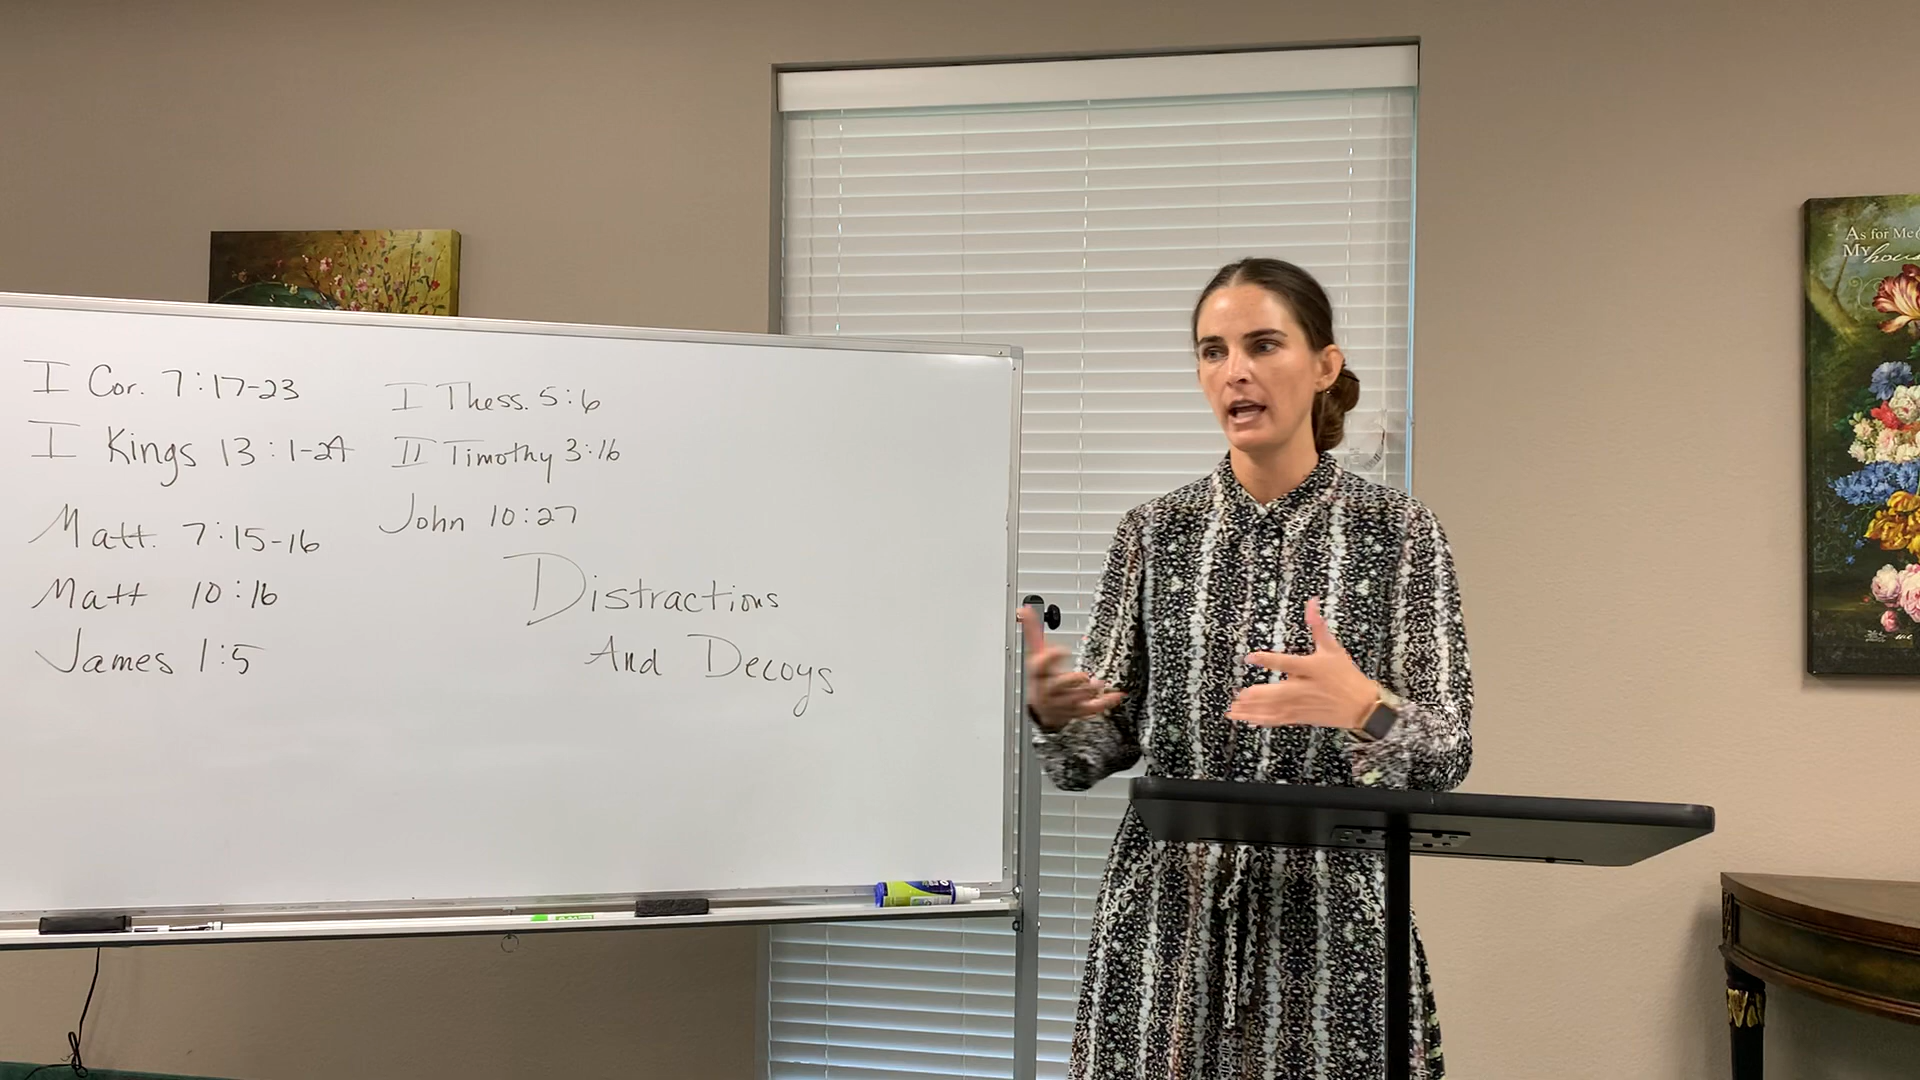 I Cor. 7:17-23
I Kings 13:1-24
Matt. 7:15-16
Matt 10:16
James 1:5
I Thess. 5:6
II Timothy 3:16
John 10:27
Distractions
And Decoys
As for Me
My